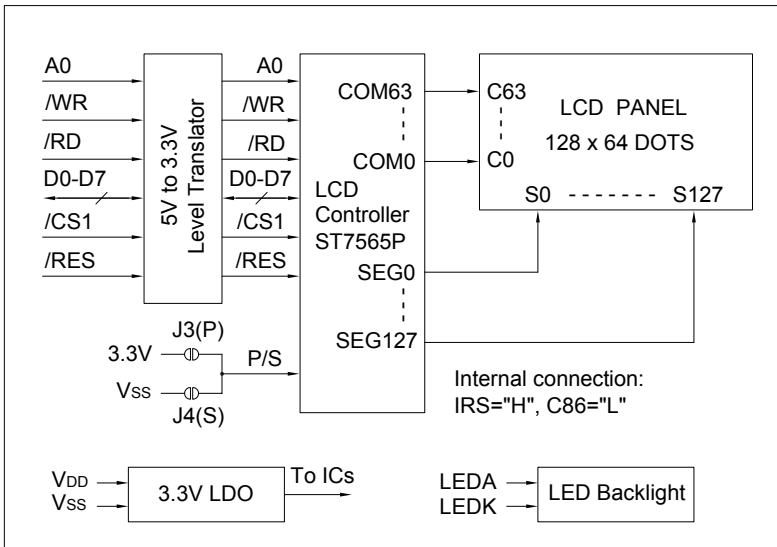 A0
/WR
/RD
D0-D7
/CS1
/RES
5V to 3.3V
Level Translator
A0
/WR
/RD
D0-D7
/CS1
/RES
COM63
COM0
LCD
Controller
ST7565P
SEG0
SEG127
C63
C0
LCD PANEL
128 x 64 DOTS
S0 S127
J3(P)
3.3V
P/S
VSS
J4(S)
Internal connection:
IRS="H", C86="L"
VDD
VSS
3.3V LDO
To ICs
LEDA
LEDK
LED Backlight